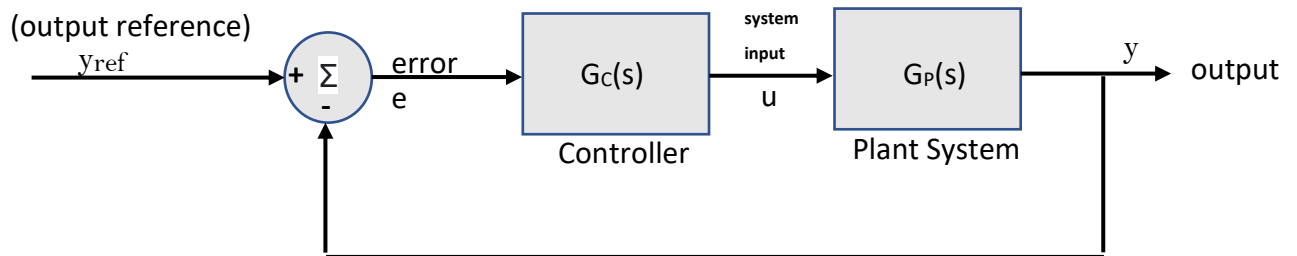 (output reference)
yref
+ Σ
-
error
e
GC(s)
Controller
system
input
u
GP(s)
Plant System
y
output